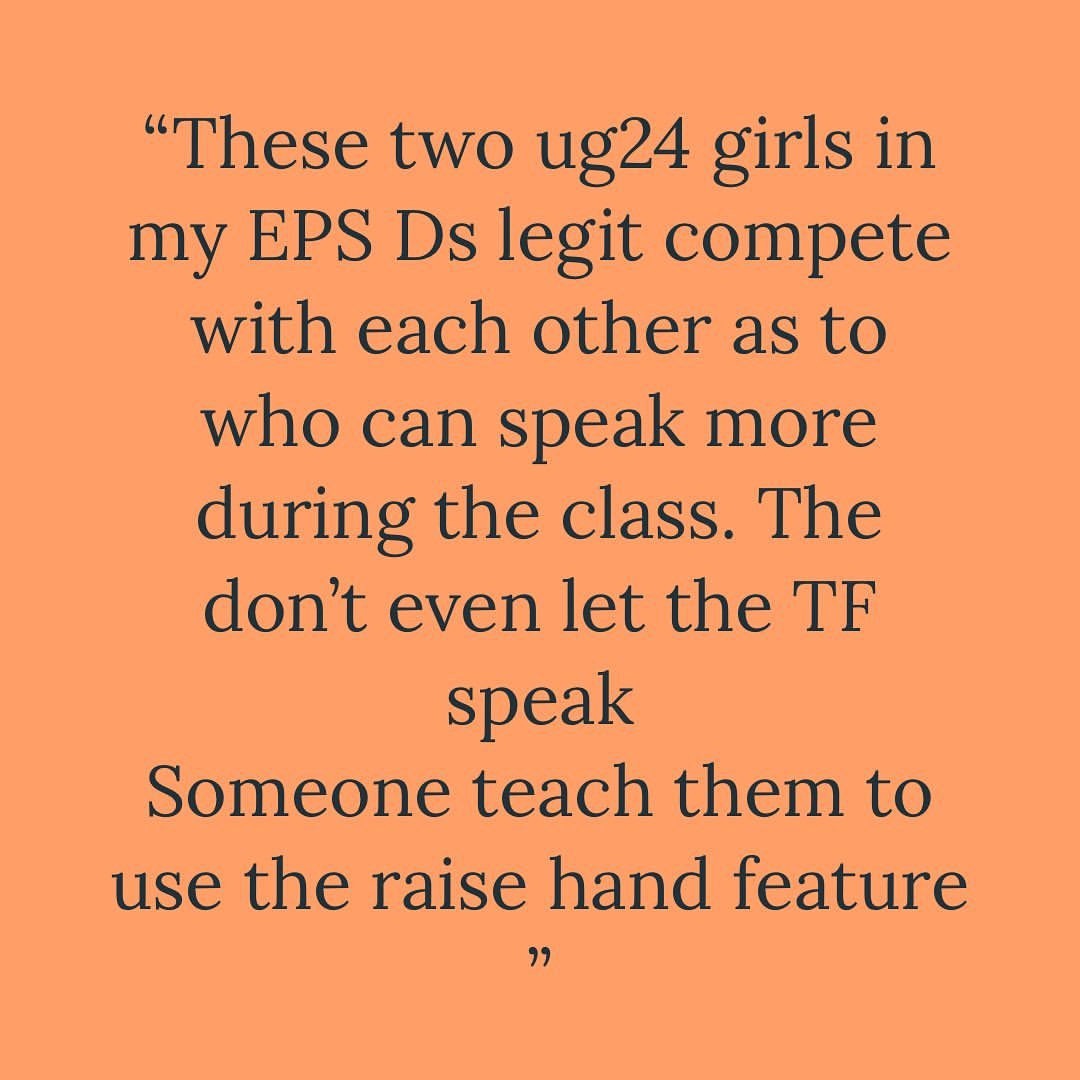 “These two ug24 girls in
my EPS Ds legit compete
with each other as to
who can speak more
during the class. The
don’t even let the TF
speak
Someone teach them to
use the raise hand feature
”